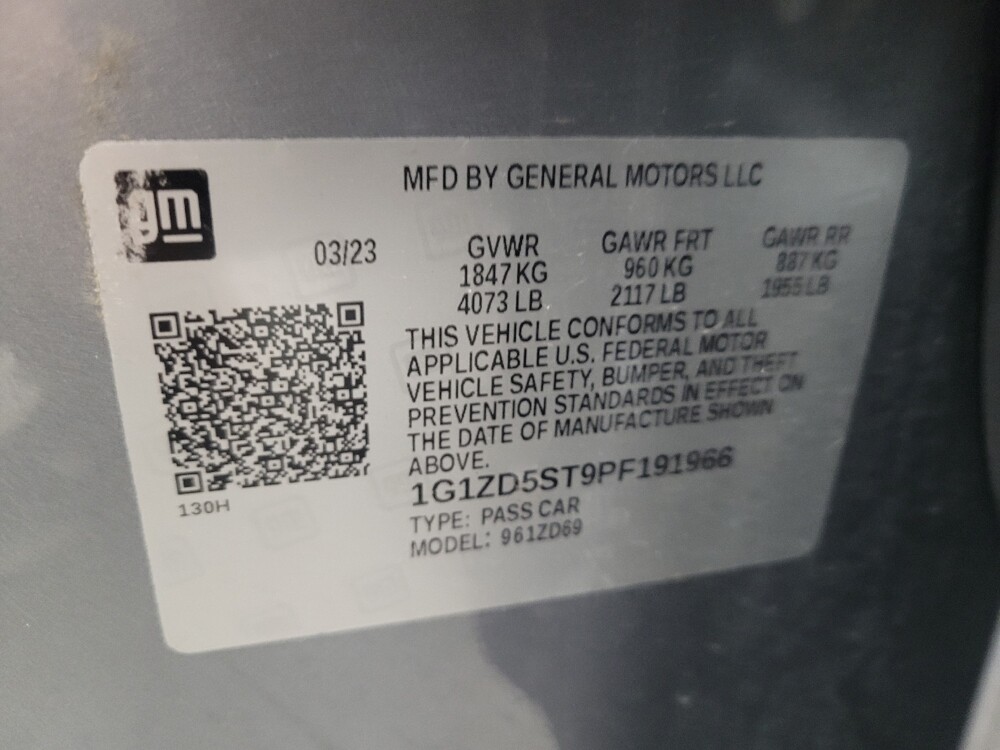 gm
MFD BY GENERAL MOTORS LLC
03/23 GVWR GAWR FRT GAWR RR
1847 KG 960 KG 887 KG
4073 LB 2117 LB 1955 LB
THIS VEHICLE CONFORMS TO ALL
APPLICABLE U.S. FEDERAL MOTOR
VEHICLE SAFETY, BUMPER, AND THEFT
PREVENTION STANDARDS IN EFFECT ON
THE DATE OF MANUFACTURE SHOWN
ABOVE.
1G1ZD5ST9PF191966
130H
TYPE: PASS CAR
MODEL: 961ZD69